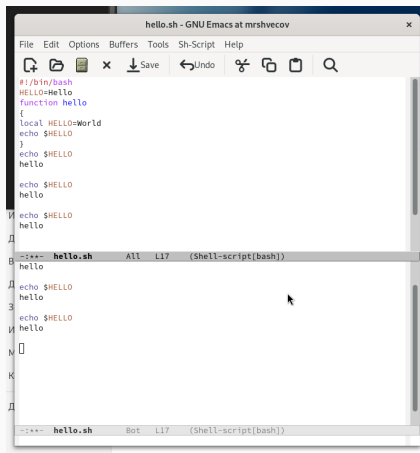 hello.sh - GNU Emacs at mrshvecov
×
File Edit Options Buffers Tools Sh-Script Help
Save Undo
#!/bin/bash
HELLO=Hello
function hello
{
local HELLO=World
echo $HELLO
}
echo $HELLO
hello

echo $HELLO
hello

echo $HELLO
hello
-:**- hello.sh All L17 (Shell-script[bash])
hello

echo $HELLO
hello

echo $HELLO
hello
-:**- hello.sh Bot L17 (Shell-script[bash])
И
Д
В
Д
З
И
М
К
Д